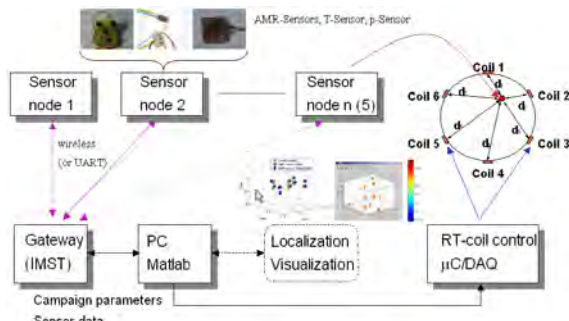 AMR-Sensors, T-Sensor, p-Sensor
Sensor
node 1
Sensor
node 2
Sensor
node n (5)
Coil 1
Coil 2
Coil 3
Coil 4
Coil 5
Coil 6
d
d
d
d
d
d
wireless
(or UART)
Gateway
(IMST)
PC
Matlab
Localization
Visualization
RT-coil control
µC/DAQ
Campaign parameters
Sensor data